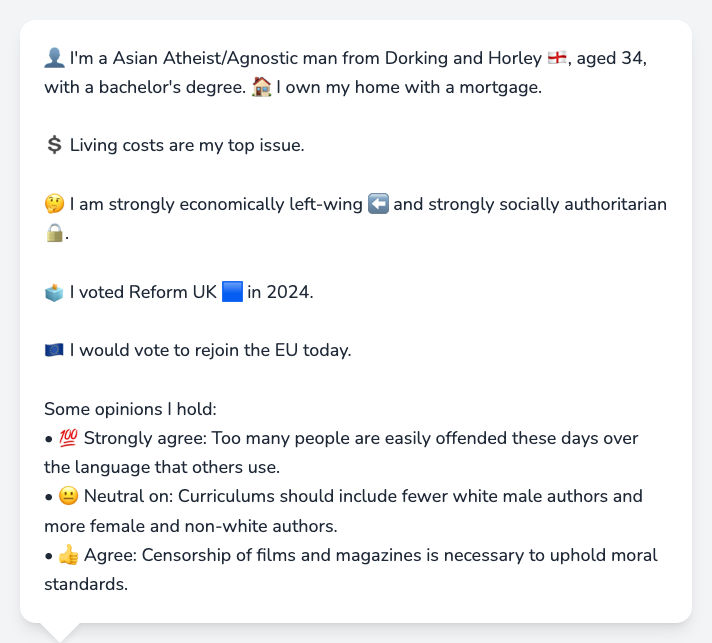 👤 I'm a Asian Atheist/Agnostic man from Dorking and Horley 🏴󠁧󠁢󠁥󠁮󠁧󠁿, aged 34,
with a bachelor's degree. 🏠 I own my home with a mortgage.
💲 Living costs are my top issue.
🤔 I am strongly economically left-wing ⬅️ and strongly socially authoritarian
🔒.
🗳️ I voted Reform UK 🟦 in 2024.
🇪🇺 I would vote to rejoin the EU today.
Some opinions I hold:
• 💯 Strongly agree: Too many people are easily offended these days over
the language that others use.
• 😐 Neutral on: Curriculums should include fewer white male authors and
more female and non-white authors.
• 👍 Agree: Censorship of films and magazines is necessary to uphold moral
standards.